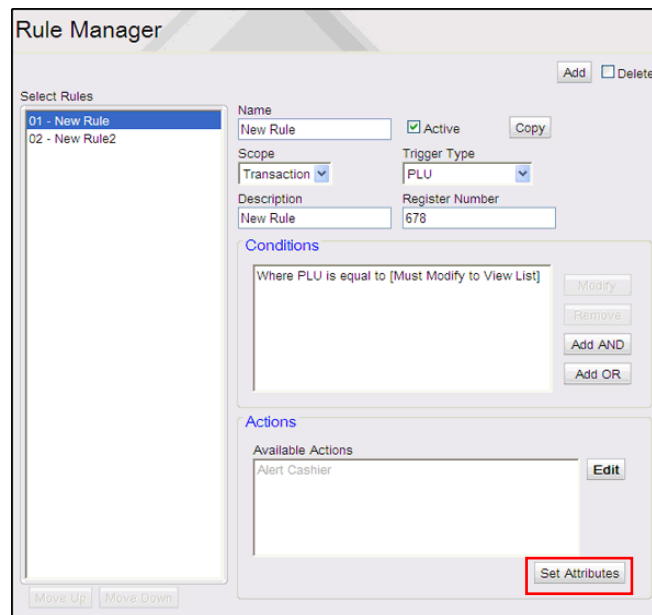 Rule Manager
Add
Delete
Select Rules
01 - New Rule
02 - New Rule2
Name
New Rule
Active
Copy
Scope
Trigger Type
Transaction
PLU
Description
Register Number
New Rule
678
Conditions
Where PLU is equal to [Must Modify to View List]
Modify
Remove
Add AND
Add OR
Actions
Available Actions
Alert Cashier
Edit
Set Attributes
Move Up
Move Down